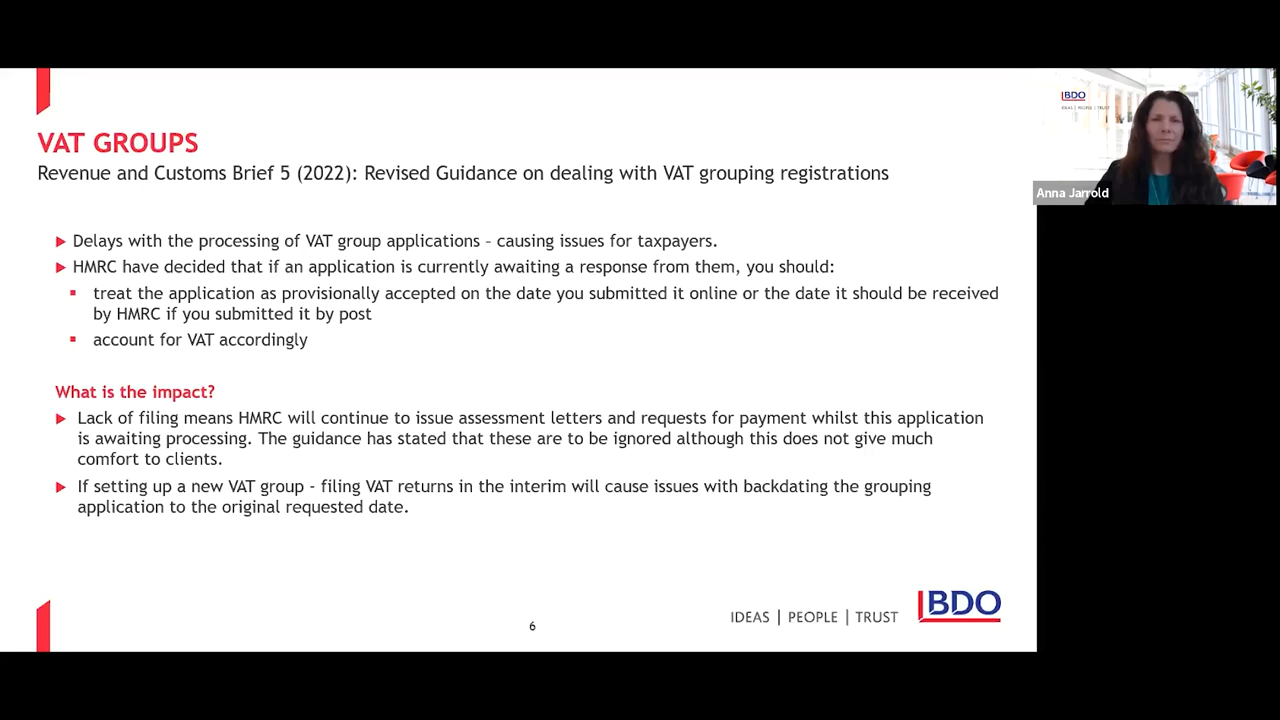 VAT GROUPS
Revenue and Customs Brief 5 (2022): Revised Guidance on dealing with VAT grouping registrations
▶ Delays with the processing of VAT group applications – causing issues for taxpayers.
▶ HMRC have decided that if an application is currently awaiting a response from them, you should:
▪ treat the application as provisionally accepted on the date you submitted it online or the date it should be received
by HMRC if you submitted it by post
▪ account for VAT accordingly
What is the impact?
▶ Lack of filing means HMRC will continue to issue assessment letters and requests for payment whilst this application
is awaiting processing. The guidance has stated that these are to be ignored although this does not give much
comfort to clients.
▶ If setting up a new VAT group - filing VAT returns in the interim will cause issues with backdating the grouping
application to the original requested date.
6
IDEAS | PEOPLE | TRUST
BDO
BDO
IDEAS | PEOPLE | TRUST
Anna Jarrold